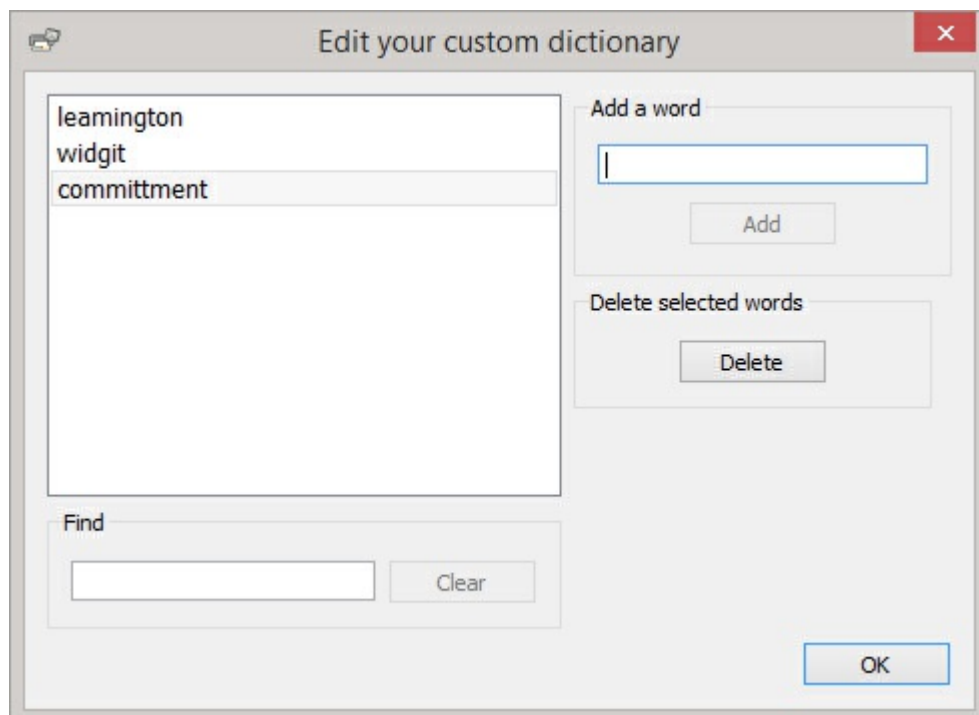 Edit your custom dictionary
leamington
widgit
committment
Add a word
Add
Delete selected words
Delete
Find
Clear
OK